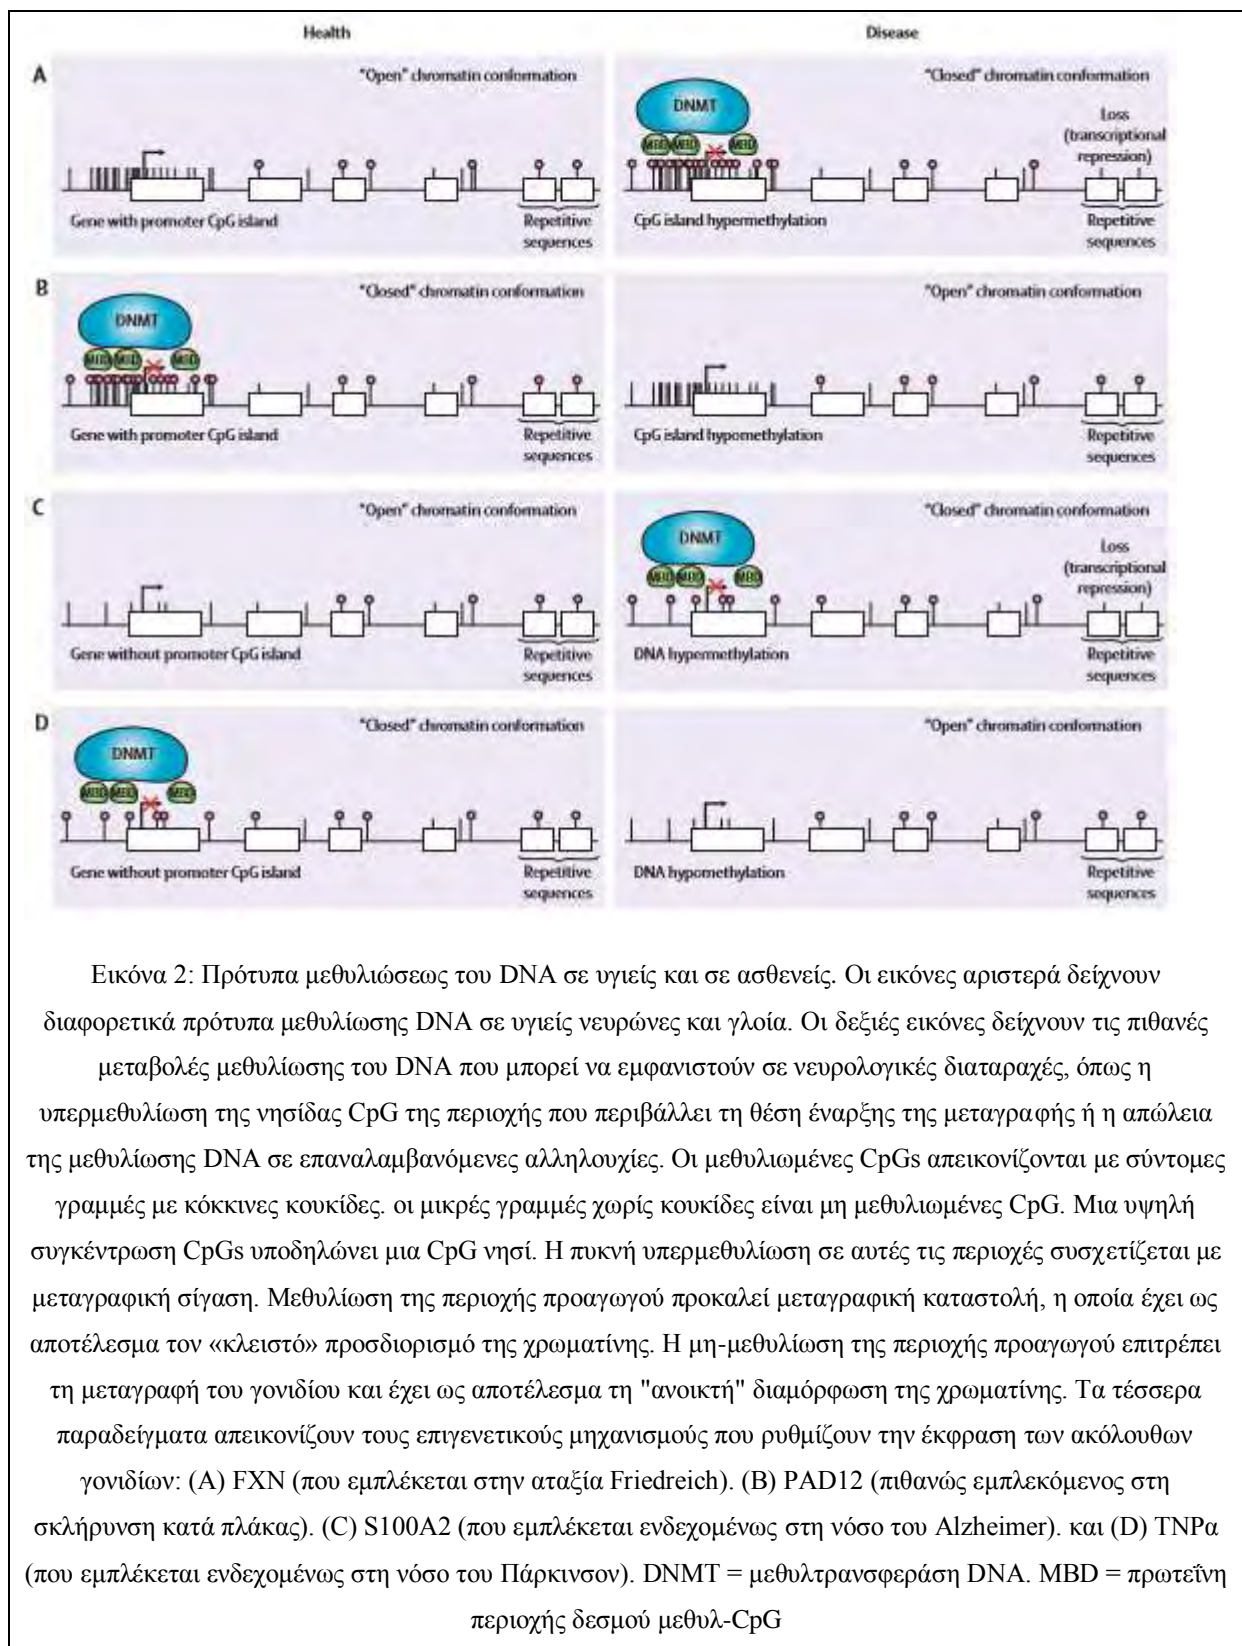 Health
Disease
A
"Open" chromatin conformation
Gene with promoter CpG island
Repetitive
sequences
DNMT
MBD MBD MBD
"Closed" chromatin conformation
Loss
(transcriptional
repression)
CpG island hypermethylation
Repetitive
sequences
B
DNMT
MBD MBD MBD
"Closed" chromatin conformation
Gene with promoter CpG island
Repetitive
sequences
"Open" chromatin conformation
CpG island hypomethylation
Repetitive
sequences
C
"Open" chromatin conformation
Gene without promoter CpG island
Repetitive
sequences
DNMT
MBD MBD MBD
"Closed" chromatin conformation
Loss
(transcriptional
repression)
DNA hypermethylation
Repetitive
sequences
D
DNMT
MBD MBD MBD
"Closed" chromatin conformation
Gene without promoter CpG island
Repetitive
sequences
"Open" chromatin conformation
DNA hypomethylation
Repetitive
sequences
Εικόνα 2: Πρότυπα μεθυλιώσεως του DNA σε υγιείς και σε ασθενείς. Οι εικόνες αριστερά δείχνουν
διαφορετικά πρότυπα μεθυλίωσης DNA σε υγιείς νευρώνες και γλοία. Οι δεξιές εικόνες δείχνουν τις πιθανές
μεταβολές μεθυλίωσης του DNA που μπορεί να εμφανιστούν σε νευρολογικές διαταραχές, όπως η
υπερμεθυλίωση της νησίδας CpG της περιοχής που περιβάλλει τη θέση έναρξης της μεταγραφής ή η απώλεια
της μεθυλίωσης DNA σε επαναλαμβανόμενες αλληλουχίες. Οι μεθυλιωμένες CpGs απεικονίζονται με σύντομες
γραμμές με κόκκινες κουκίδες. οι μικρές γραμμές χωρίς κουκίδες είναι μη μεθυλιωμένες CpG. Μια υψηλή
συγκέντρωση CpGs υποδηλώνει μια CpG νησί. Η πυκνή υπερμεθυλίωση σε αυτές τις περιοχές συσχετίζεται με
μεταγραφική σίγαση. Μεθυλίωση της περιοχής προαγωγού προκαλεί μεταγραφική καταστολή, η οποία έχει ως
αποτέλεσμα τον «κλειστό» προσδιορισμό της χρωματίνης. Η μη-μεθυλίωση της περιοχής προαγωγού επιτρέπει
τη μεταγραφή του γονιδίου και έχει ως αποτέλεσμα τη "ανοικτή" διαμόρφωση της χρωματίνης. Τα τέσσερα
παραδείγματα απεικονίζουν τους επιγενετικούς μηχανισμούς που ρυθμίζουν την έκφραση των ακόλουθων
γονιδίων: (A) FXN (που εμπλέκεται στην αταξία Friedreich). (B) PAD12 (πιθανώς εμπλεκόμενος στη
σκλήρυνση κατά πλάκας). (C) S100A2 (που εμπλέκεται ενδεχομένως στη νόσο του Alzheimer). και (D) TNPα
(που εμπλέκεται ενδεχομένως στη νόσο του Πάρκινσον). DNMT = μεθυλτρανσφεράση DNA. MBD = πρωτεΐνη
περιοχής δεσμού μεθυλ-CpG